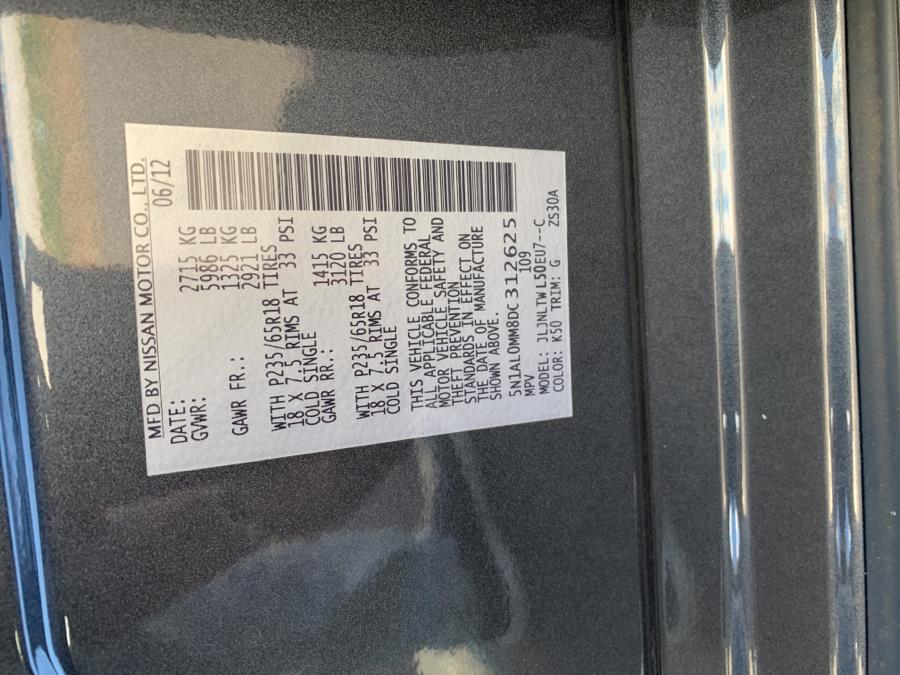 MFD BY NISSAN MOTOR CO., LTD.
DATE: 06/12
GVWR: 2715 KG
5986 LB
GAWR FR.: 1325 KG
2921 LB
WITH P235/65R18 TIRES
18 X 7.5 RIMS AT 33 PSI
COLD SINGLE
GAWR RR.: 1415 KG
3120 LB
WITH P235/65R18 TIRES
18 X 7.5 RIMS AT 33 PSI
COLD SINGLE
THIS VEHICLE CONFORMS TO
ALL APPLICABLE FEDERAL
MOTOR VEHICLE SAFETY AND
THEFT PREVENTION
STANDARDS IN EFFECT ON
THE DATE OF MANUFACTURE
SHOWN ABOVE.
5N1AL0MM8DC312625
MPV 109
MODEL: JLJNLTWL50EU7--C
COLOR: K50 TRIM: G ZS30A